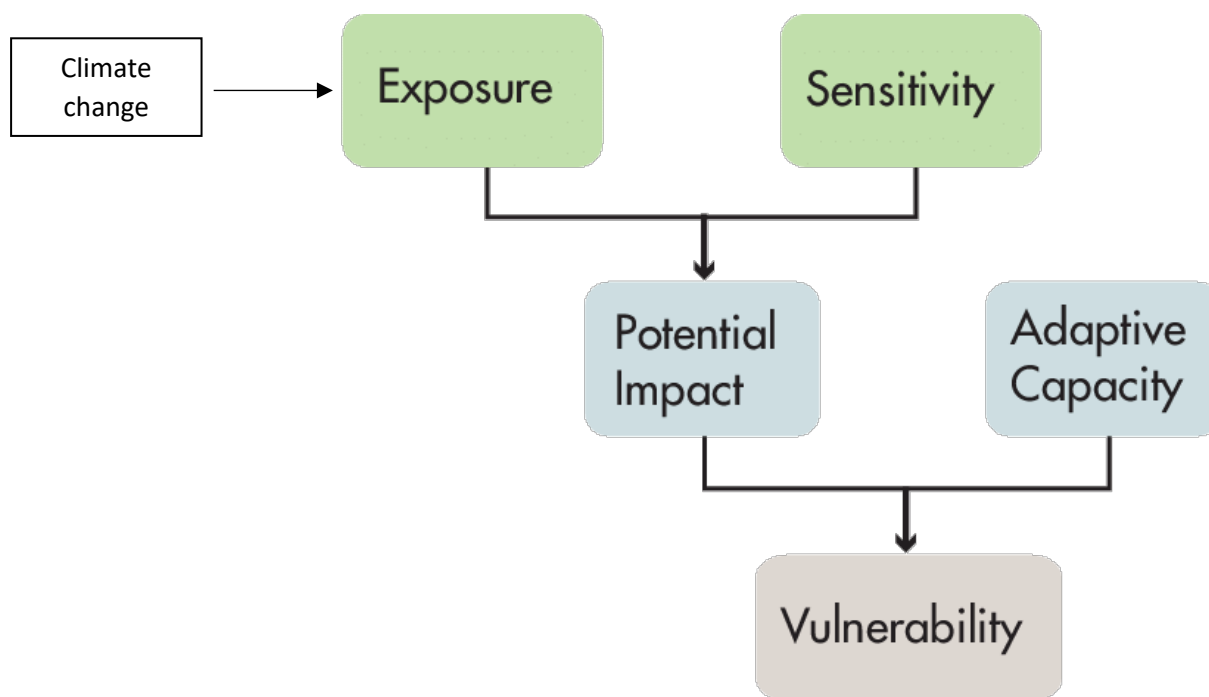 Climate
change
Exposure
Sensitivity
Potential
Impact
Adaptive
Capacity
Vulnerability